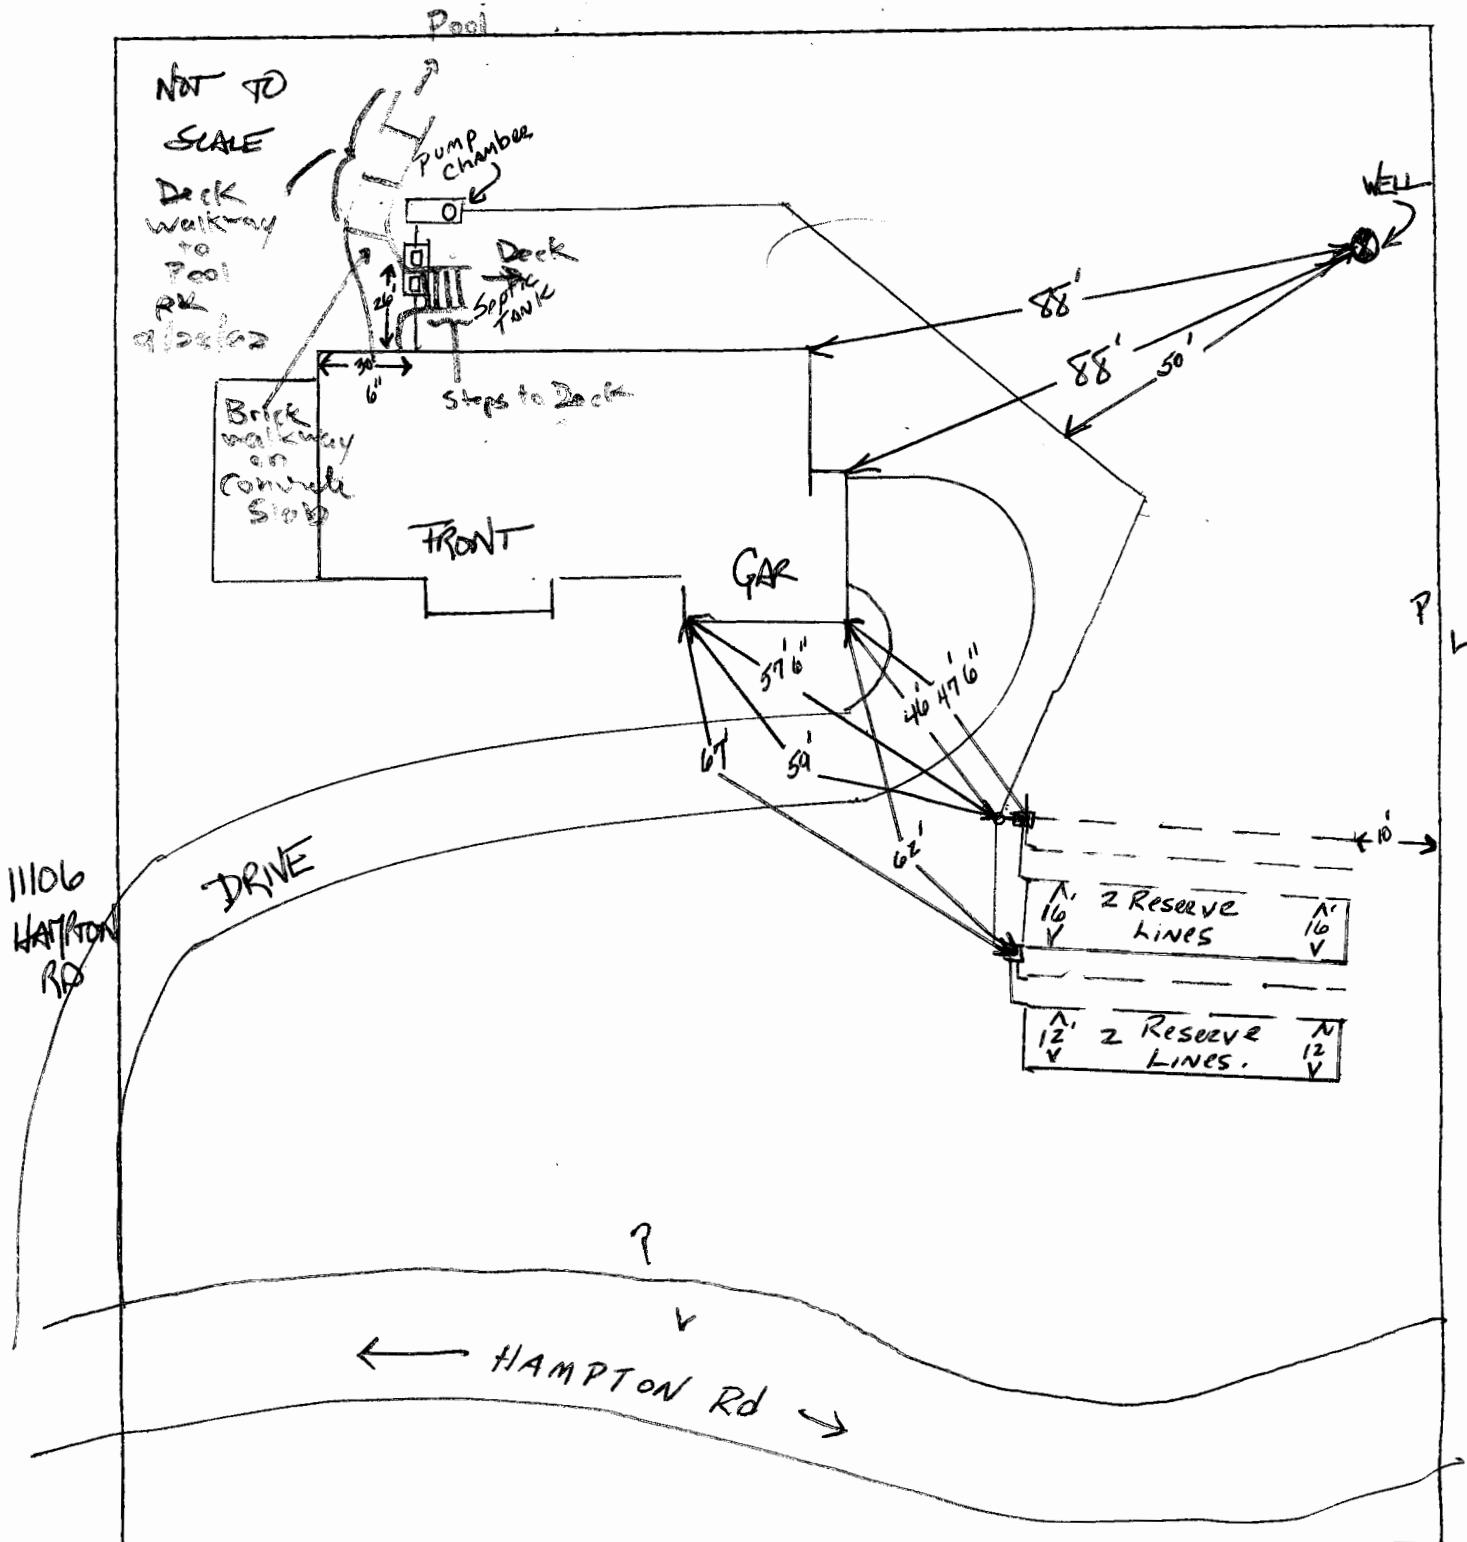 Pool
NOT TO
SCALE
Deck
walkway
to
Pool
RK
PUMP
CHAMBER
Deck
SEPTIC
TANK
26'
30'
6"
Steps to Deck
Brick
walkway
on
Concrete
Slab
WELL
88'
88'
50'
FRONT
GAR
P
L
57'6"
46'
47'6"
67'
59'
62'
10'
11106
HAMPTON
RD
DRIVE
16'
2 RESERVE
LINES
16'
12'
2 RESERVE
LINES.
12
P
L
HAMPTON Rd